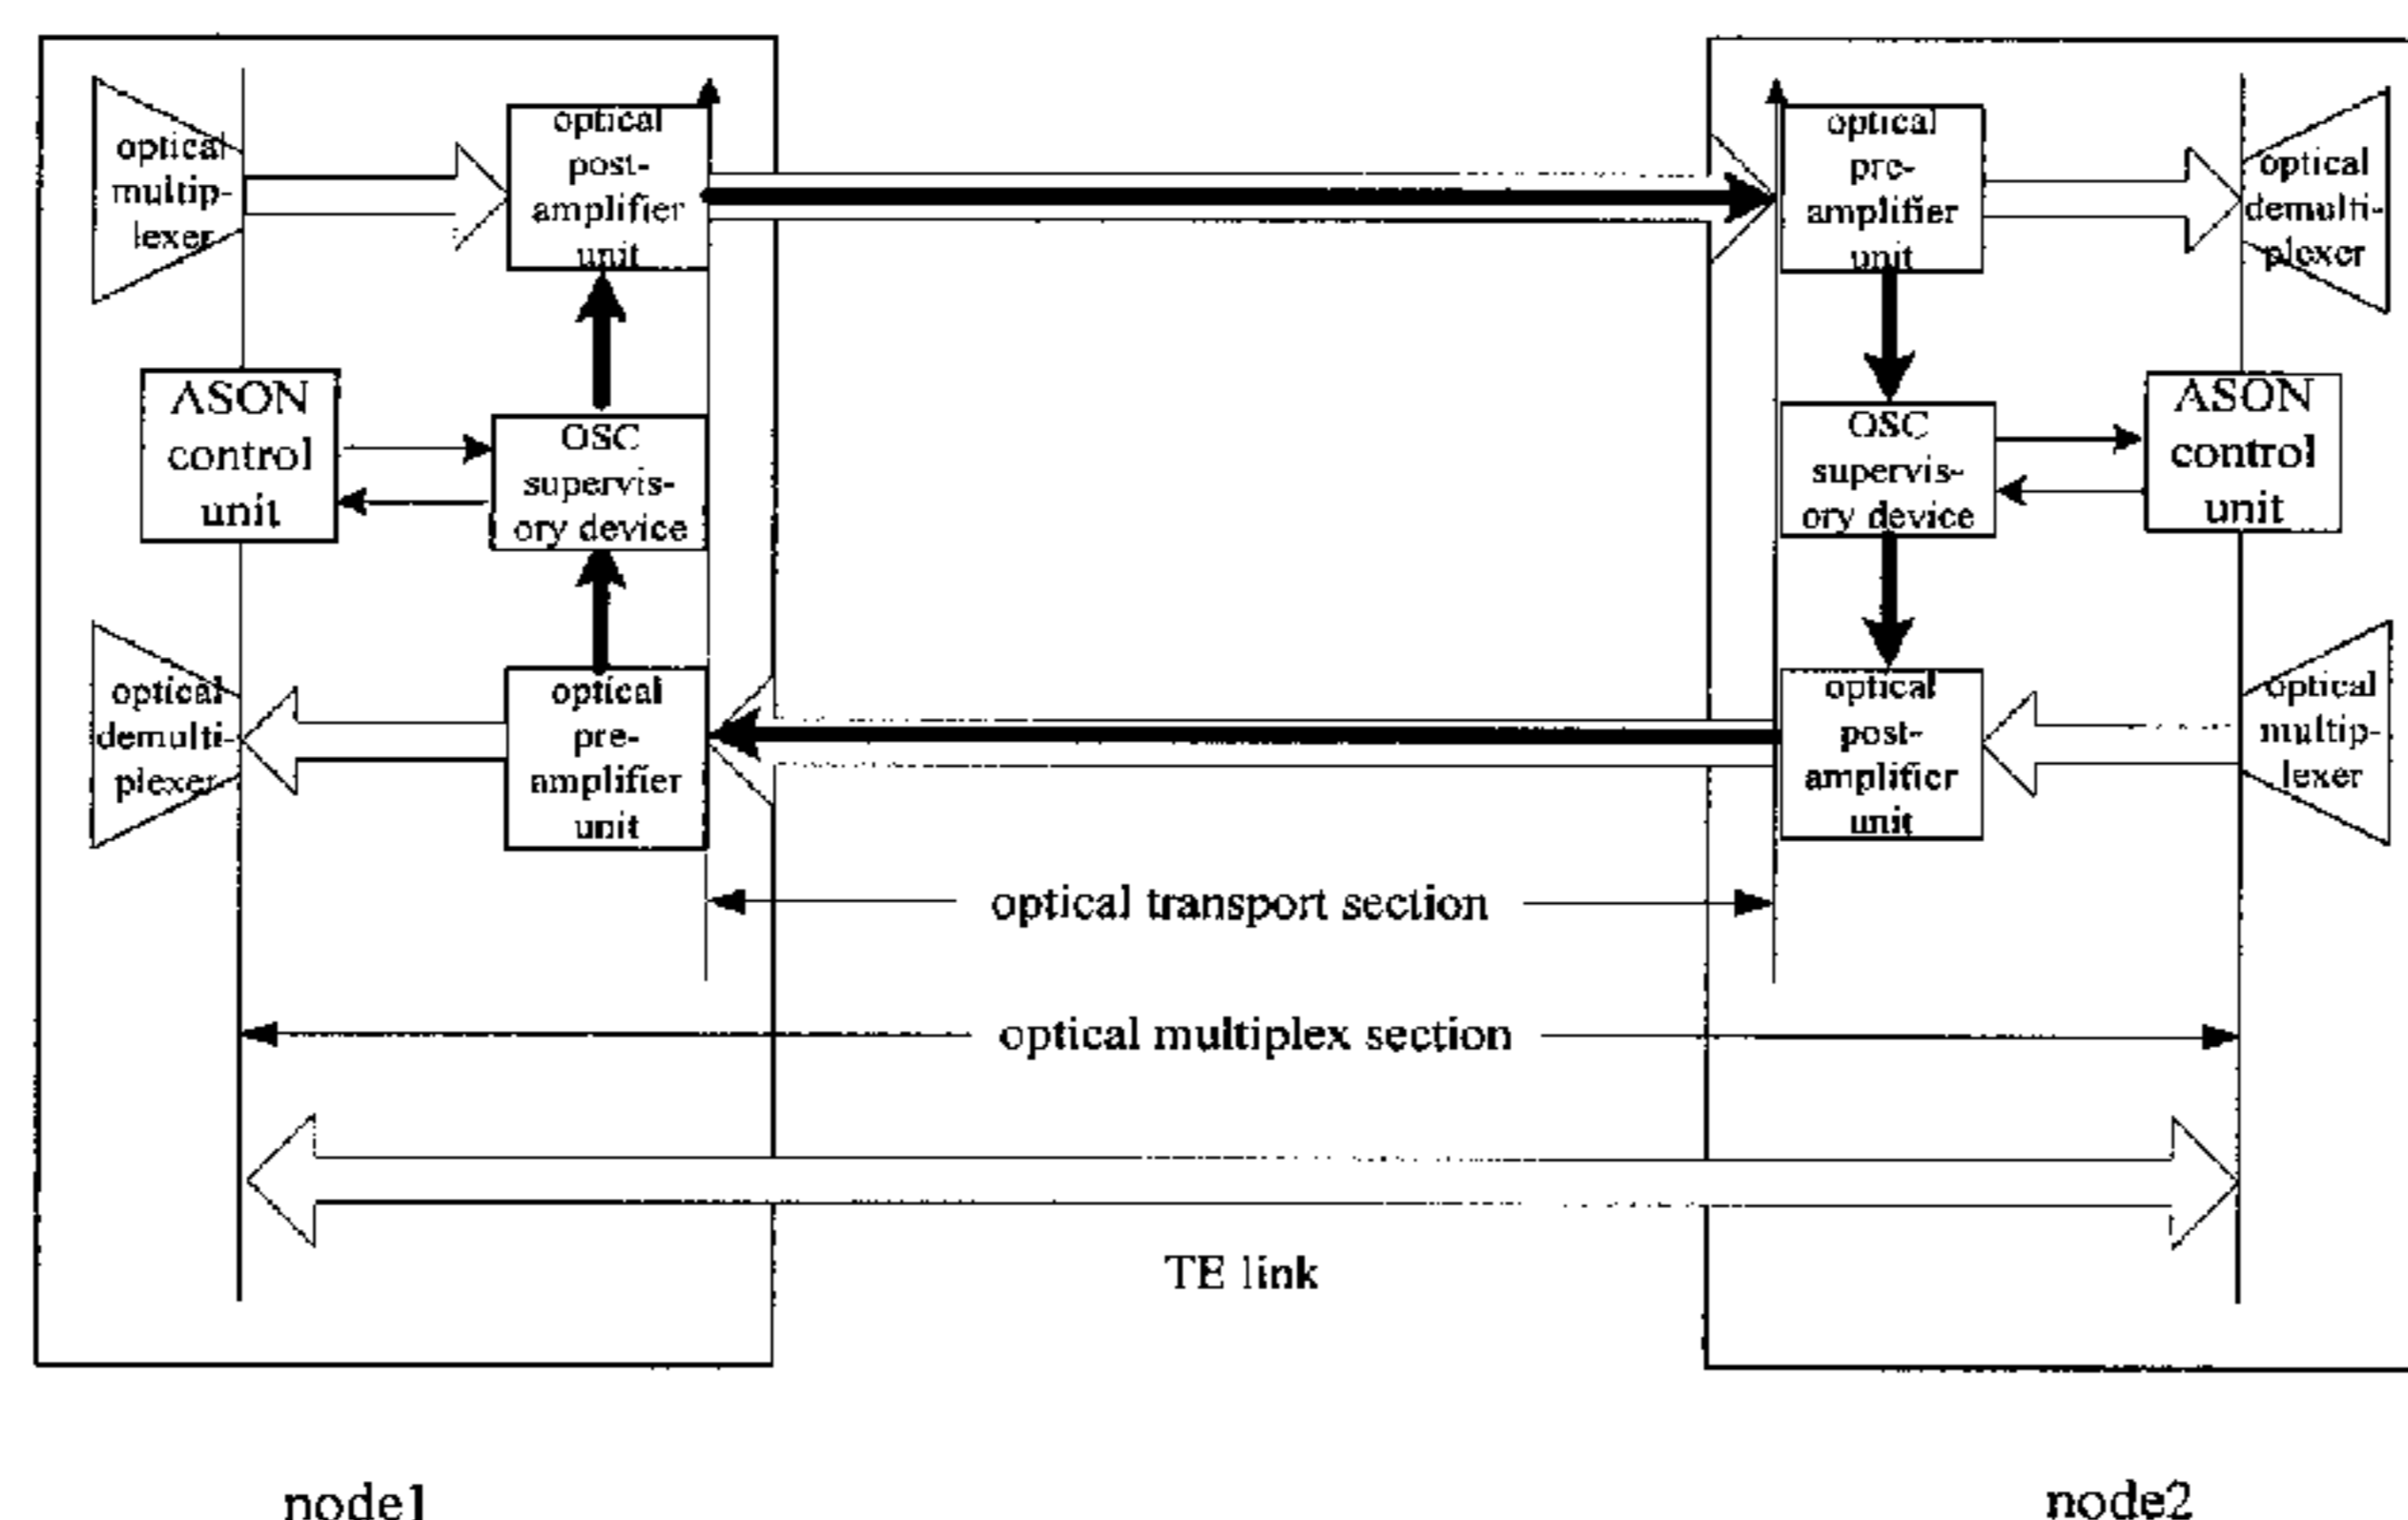 optical
multip-
lexer
optical
post-
amplifier
unit
optical
pre-
amplifier
unit
optical
demulti-
plexer
ASON
control
unit
OSC
supervis-
ory device
OSC
supervis-
ory device
ASON
control
unit
optical
demulti-
plexer
optical
pre-
amplifier
unit
optical
post-
amplifier
unit
optical
multip-
lexer
optical transport section
optical multiplex section
TE link
node1
node2